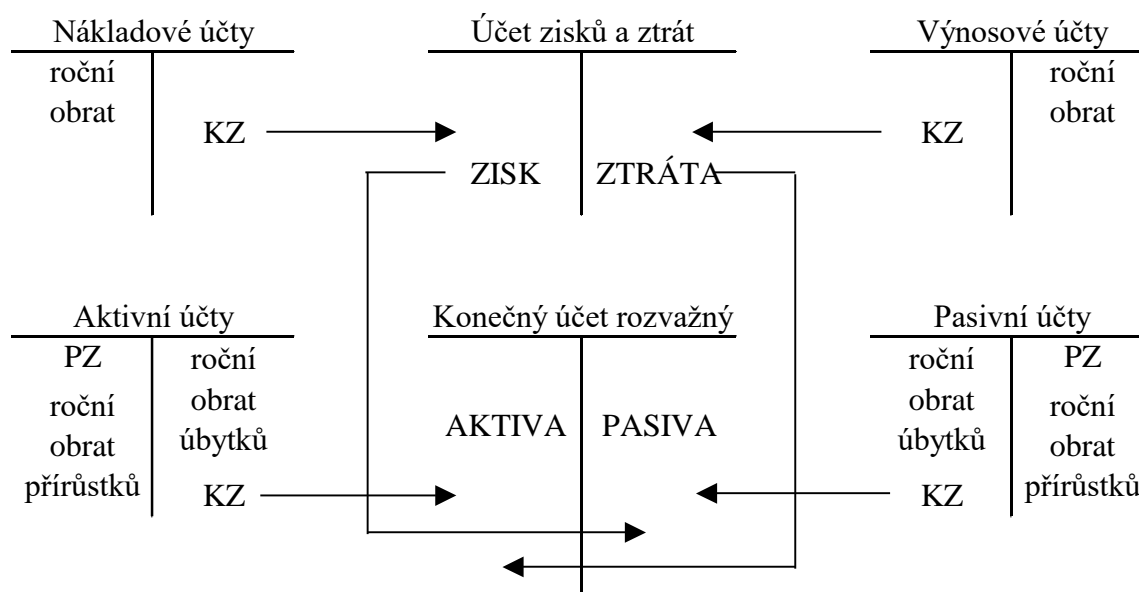 Nákladové účty
roční
obrat
KZ
Účet zisků a ztrát
ZISK
ZTRÁTA
Výnosové účty
KZ
roční
obrat
Aktivní účty
PZ
roční
obrat
přírůstků
roční
obrat
úbytků
KZ
Konečný účet rozvažný
AKTIVA
PASIVA
Pasivní účty
roční
obrat
úbytků
KZ
PZ
roční
obrat
přírůstků